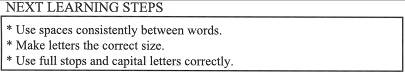 NEXT LEARNING STEPS
* Use spaces consistently between words.
* Make letters the correct size.
* Use full stops and capital letters correctly.